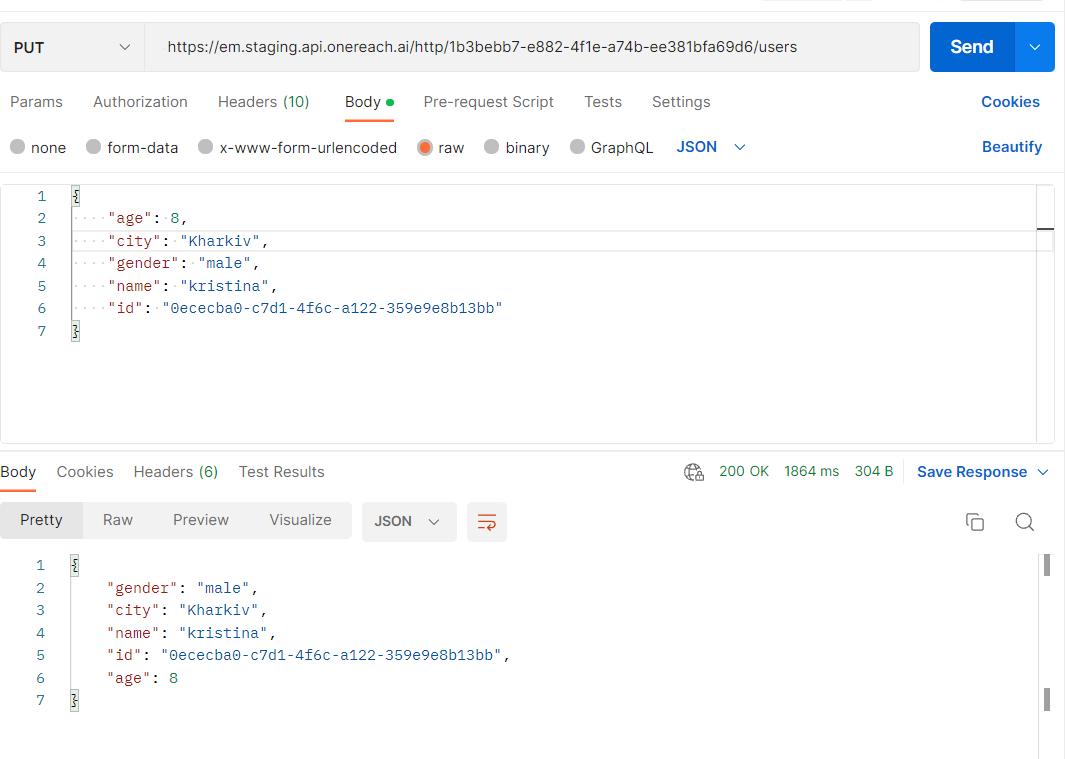 PUT https://em.staging.api.onereach.ai/http/1b3bebb7-e882-4f1e-a74b-ee381bfa69d6/users Send
Params Authorization Headers (10) Body Pre-request Script Tests Settings Cookies
none form-data x-www-form-urlencoded raw binary GraphQL JSON Beautify
1 {
2 "age": 8,
3 "city": "Kharkiv",
4 "gender": "male",
5 "name": "kristina",
6 "id": "0ececba0-c7d1-4f6c-a122-359e9e8b13bb"
7 }
Body Cookies Headers (6) Test Results 200 OK 1864 ms 304 B Save Response
Pretty Raw Preview Visualize JSON
1 {
2 "gender": "male",
3 "city": "Kharkiv",
4 "name": "kristina",
5 "id": "0ececba0-c7d1-4f6c-a122-359e9e8b13bb",
6 "age": 8
7 }